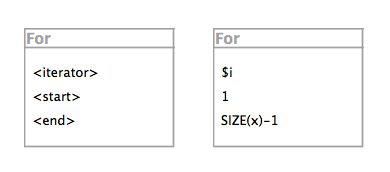 For
<iterator>
<start>
<end>
For
$i
1
SIZE(x)-1